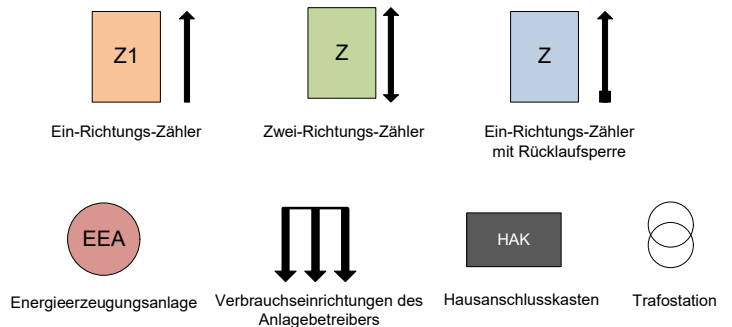 Z1
Z
Z
Ein-Richtungs-Zähler
Zwei-Richtungs-Zähler
Ein-Richtungs-Zähler
mit Rücklaufsperre
EEA
HAK
Energieerzeugungsanlage
Verbrauchseinrichtungen des
Anlagebetreibers
Hausanschlusskasten
Trafostation